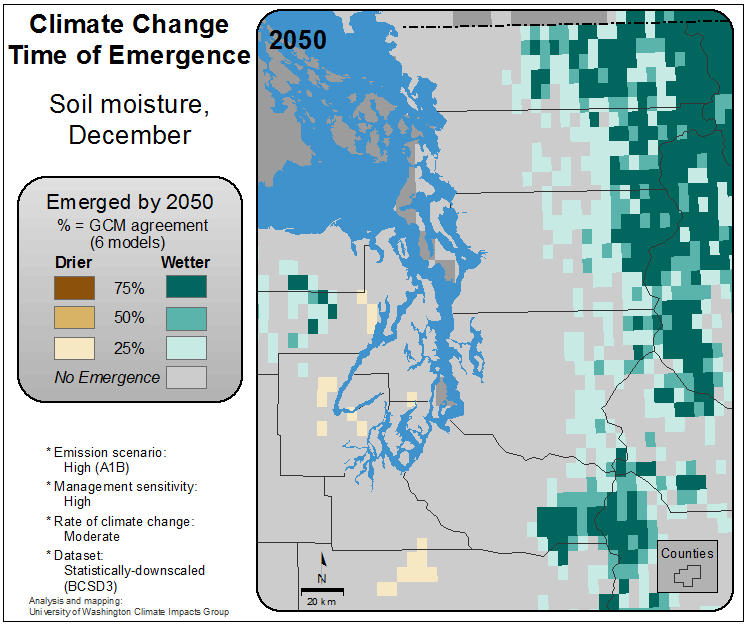 Climate Change
Time of Emergence
Soil moisture,
December
Emerged by 2050
% = GCM agreement
(6 models)
Drier Wetter
75%
50%
25%
No Emergence
* Emission scenario:
High (A1B)
* Management sensitivity:
High
* Rate of climate change:
Moderate
* Dataset:
Statistically-downscaled
(BCSD3)
Analysis and mapping:
University of Washington Climate Impacts Group
2050
N
20 km
Counties